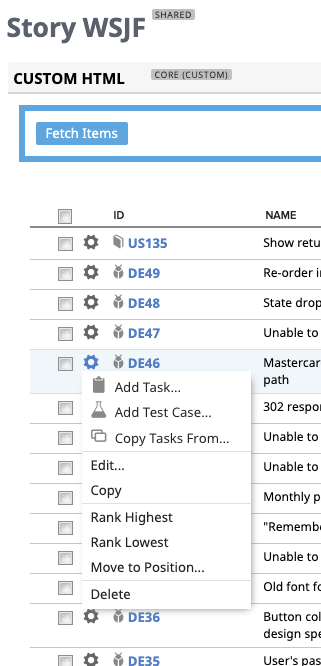 Story WSJF SHARED
CUSTOM HTML CORE (CUSTOM)
Fetch Items
ID NAME
US135 Show retu
DE49 Re-order i
DE48 State drop
DE47 Unable to
DE46 Mastercar
path
Add Task...
302 respor
Add Test Case...
Unable to
Copy Tasks From...
Unable to
Edit...
Copy
Monthly p
Rank Highest
"Remembe
Rank Lowest
Unable to
Move to Position...
Old font fo
Delete
DE36 Button col
design spe
DE35 User's pas